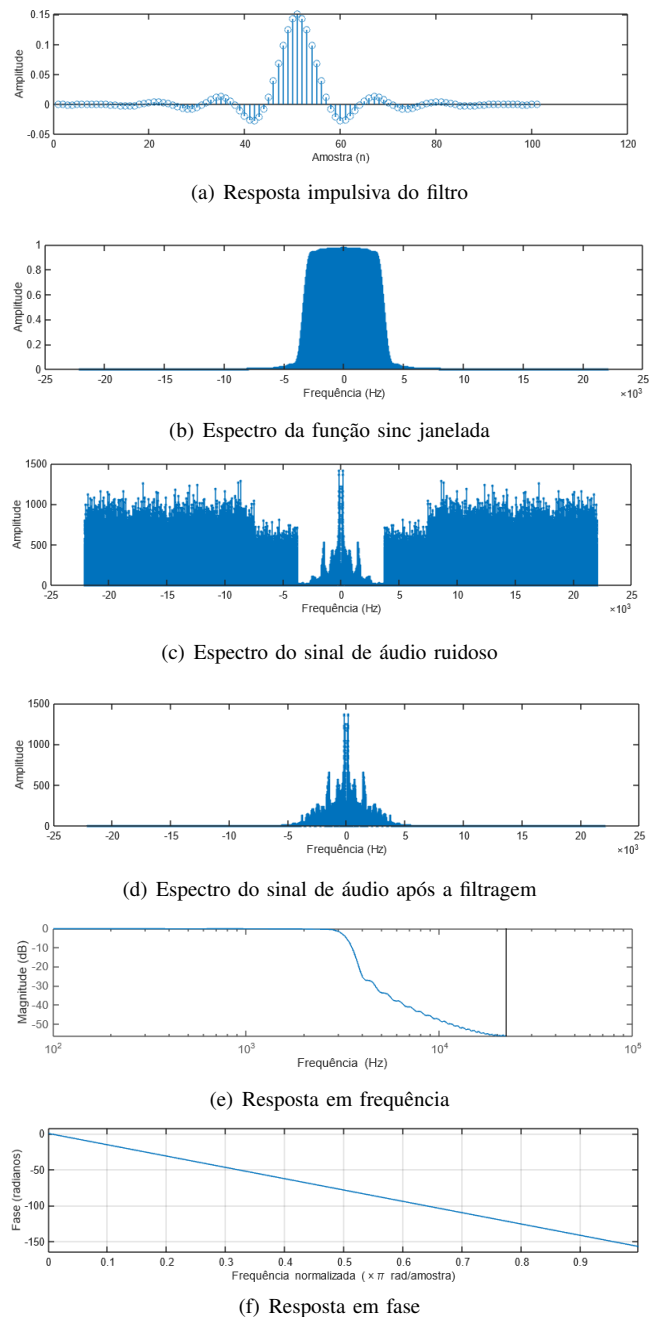 0.15
0.1
0.05
0
-0.05
Amplitude
0 20 40 60 80 100 120
Amostra (n)
(a) Resposta impulsiva do filtro
1
0.8
0.6
0.4
0.2
0
Amplitude
-25 -20 -15 -10 -5 0 5 10 15 20 25
Frequência (Hz)
×10³
(b) Espectro da função sinc janelada
1500
1000
500
0
Amplitude
-25 -20 -15 -10 -5 0 5 10 15 20 25
Frequência (Hz)
×10³
(c) Espectro do sinal de áudio ruidoso
1500
1000
500
0
Amplitude
-25 -20 -15 -10 -5 0 5 10 15 20 25
Frequência (Hz)
×10³
(d) Espectro do sinal de áudio após a filtragem
0
-10
-20
-30
-40
-50
Magnitude (dB)
10² 10³ 10⁴ 10⁵
Frequência (Hz)
(e) Resposta em frequência
0
-50
-100
-150
Fase (radianos)
0 0.1 0.2 0.3 0.4 0.5 0.6 0.7 0.8 0.9
Frequência normalizada (×π rad/amostra)
(f) Resposta em fase